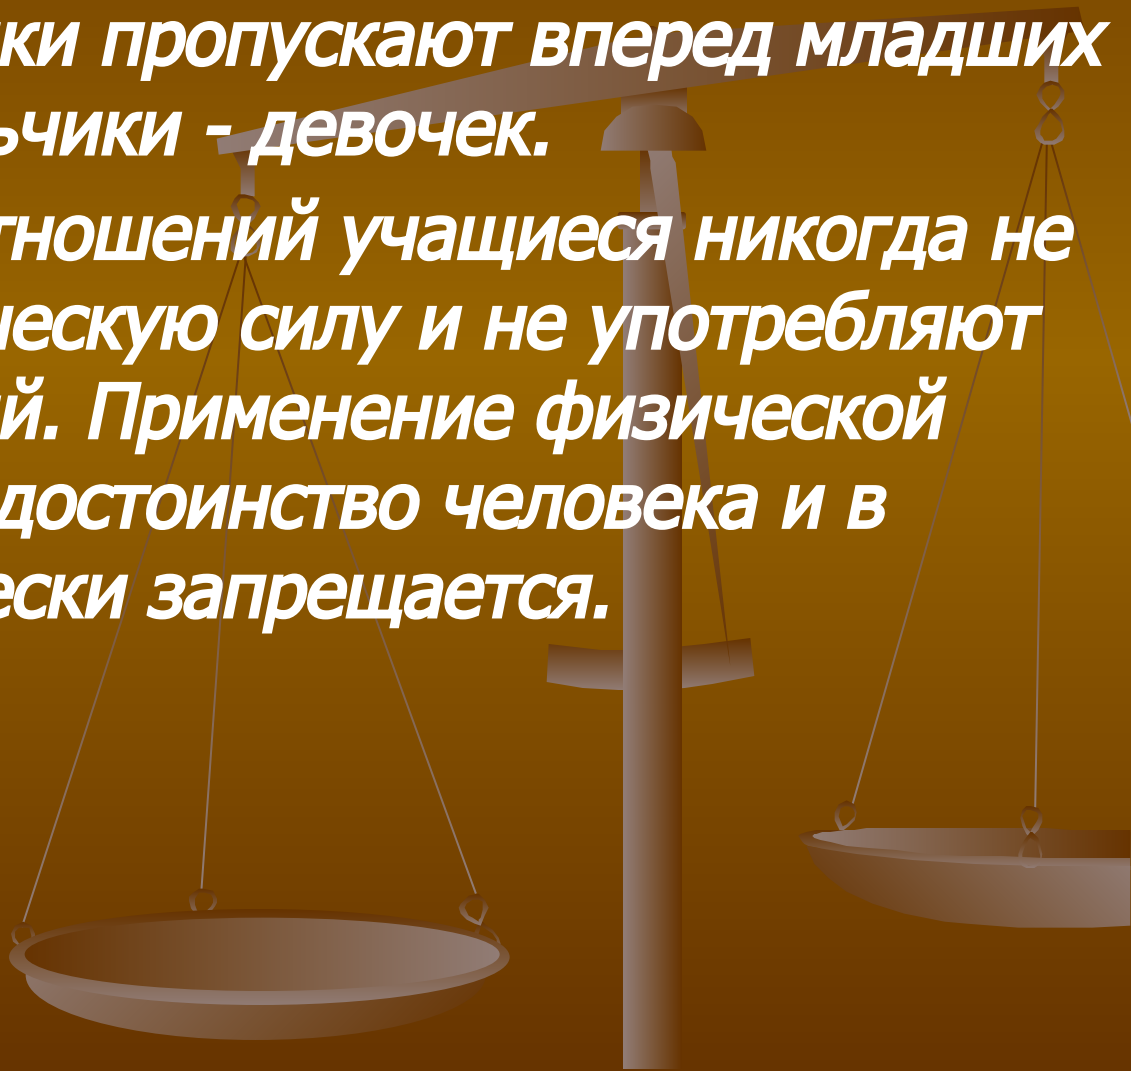 ки пропускают вперед младших
ьчики - девочек.
тношений учащиеся никогда не
ческую силу и не употребляют
ий. Применение физической
достоинство человека и в
ески запрещается.